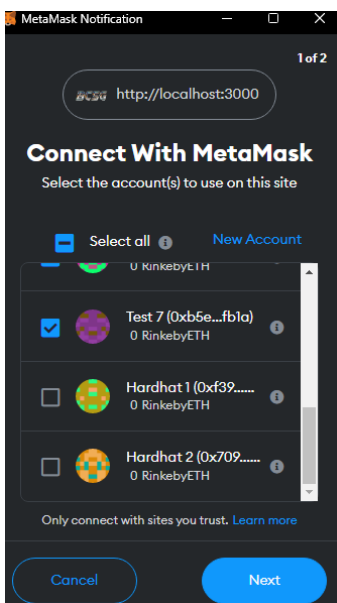 MetaMask Notification
1 of 2
BCSG http://localhost:3000
Connect With MetaMask
Select the account(s) to use on this site
Select all New Account
0 RinkebyETH
Test 7 (0xb5e...fb1a)
0 RinkebyETH
Hardhat 1 (0xf39......
0 RinkebyETH
Hardhat 2 (0x709......
0 RinkebyETH
Only connect with sites you trust. Learn more
Cancel Next